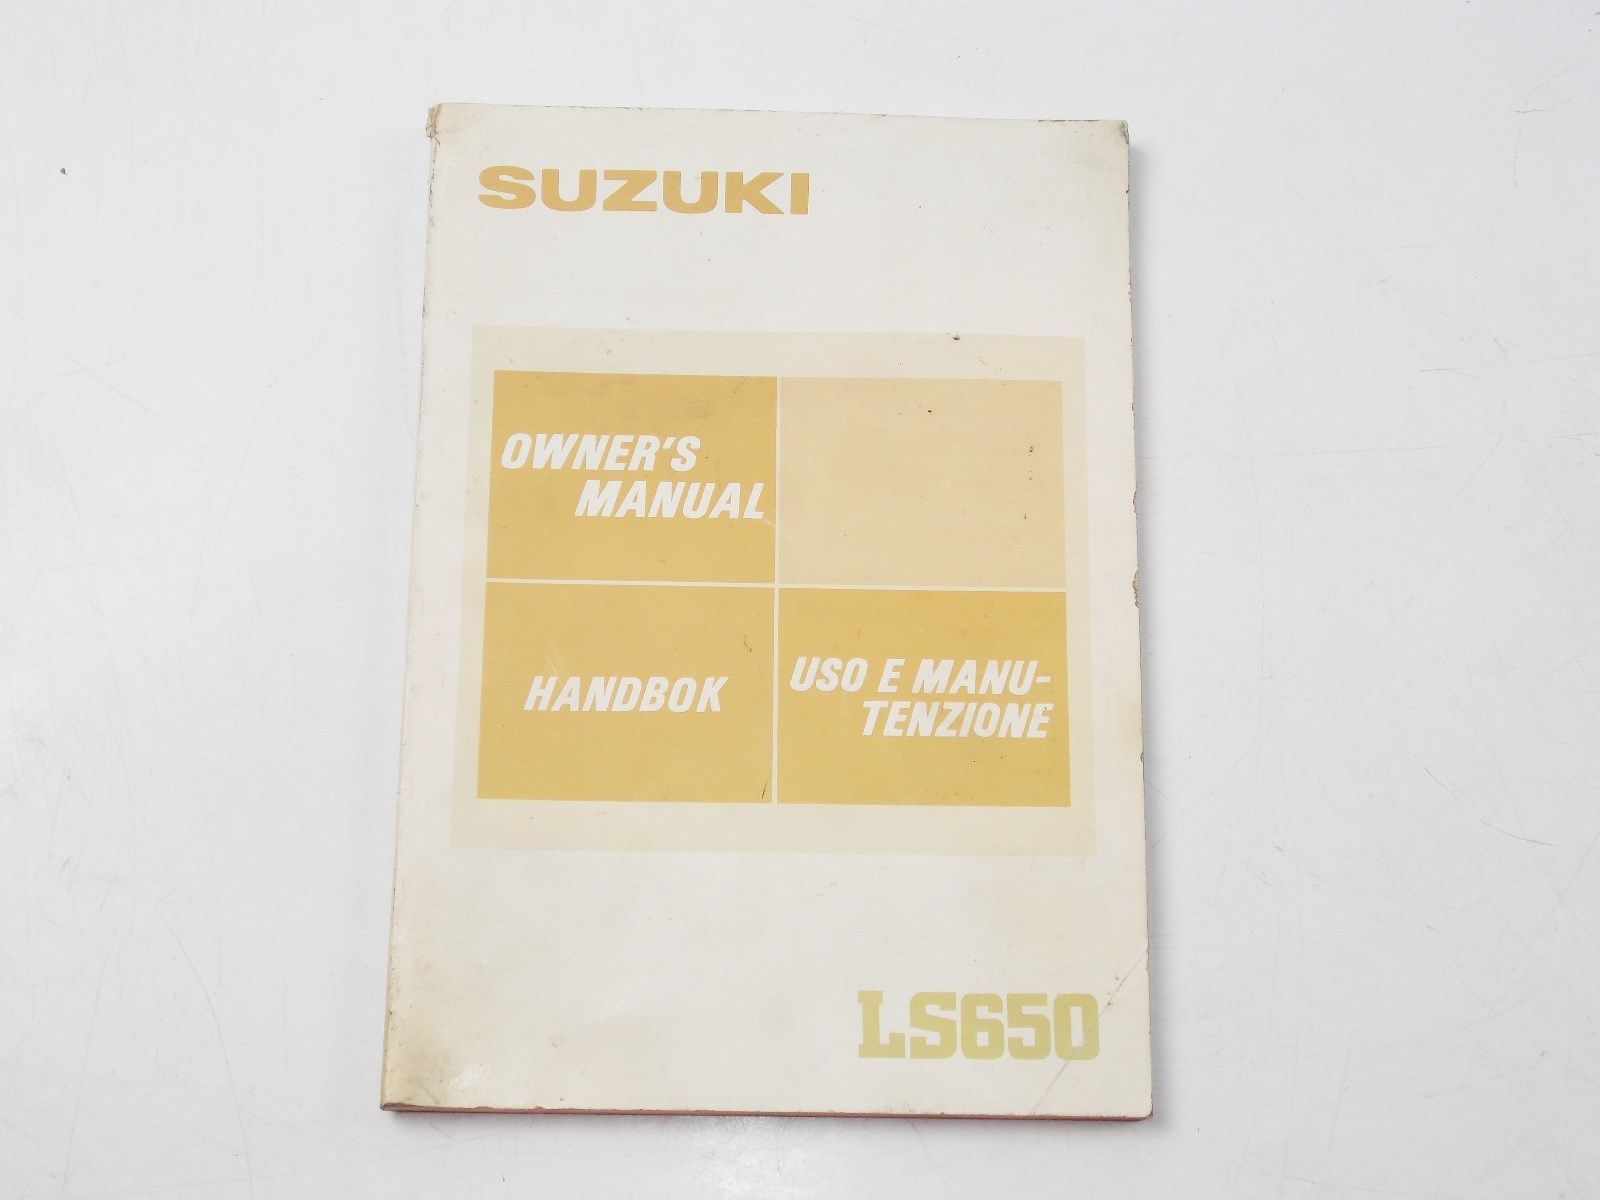 SUZUKI
OWNER'S
MANUAL
HANDBOK
USO E MANU-
TENZIONE
LS650